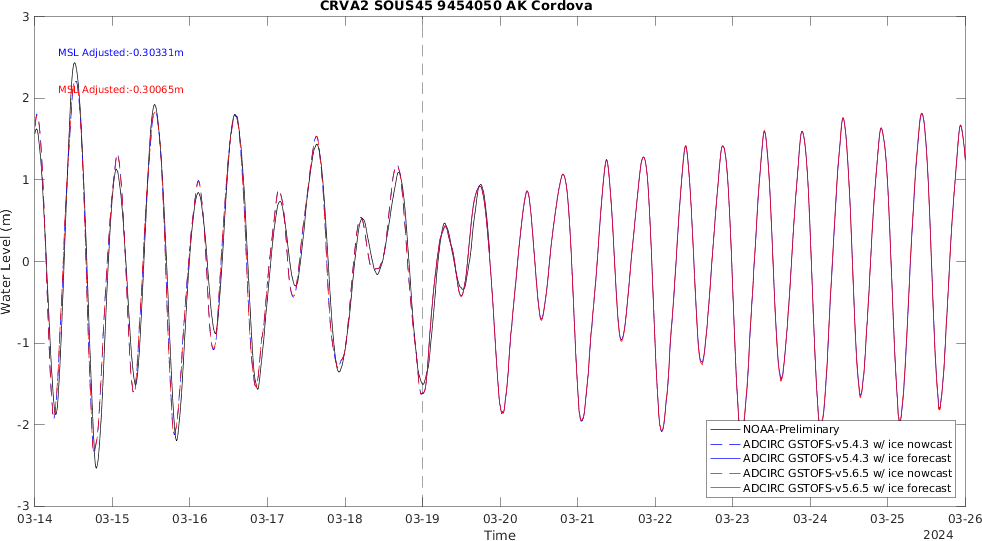 CRVA2 SOUS45 9454050 AK Cordova
3
2
1
0
-1
-2
-3
Water Level (m)
MSL Adjusted:-0.30331m
MSL Adjusted:-0.30065m
NOAA-Preliminary
ADCIRC GSTOFS-v5.4.3 w/ ice nowcast
ADCIRC GSTOFS-v5.4.3 w/ ice forecast
ADCIRC GSTOFS-v5.6.5 w/ ice nowcast
ADCIRC GSTOFS-v5.6.5 w/ ice forecast
03-14 03-15 03-16 03-17 03-18 03-19 03-20 03-21 03-22 03-23 03-24 03-25 03-26
Time
2024